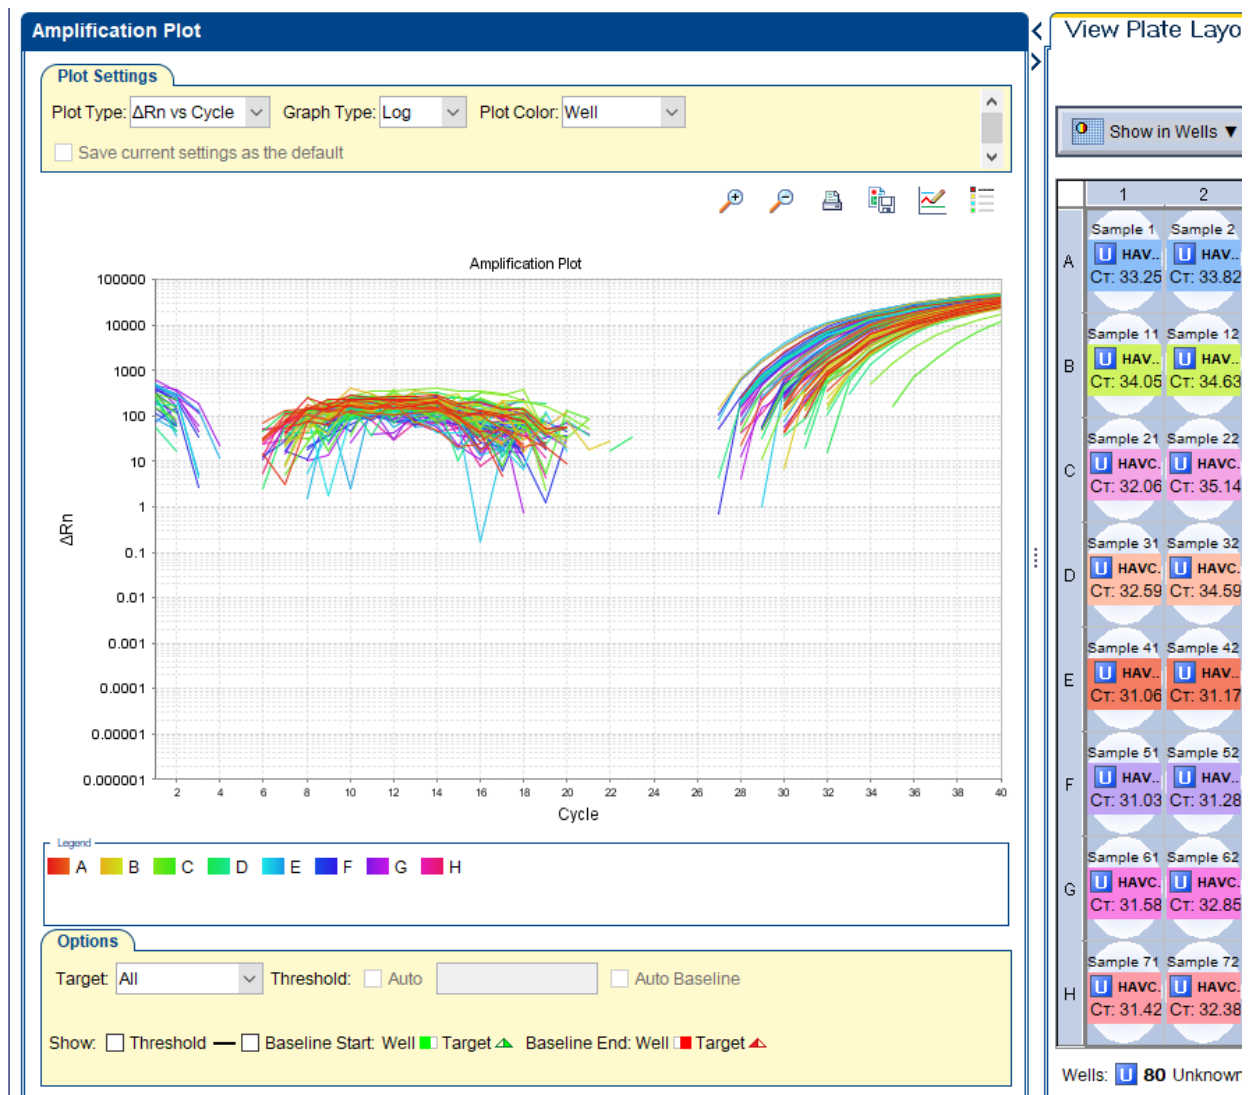 Amplification Plot
Plot Settings
Plot Type: ΔRn vs Cycle Graph Type: Log Plot Color: Well
Save current settings as the default
Amplification Plot
100000
10000
1000
100
10
1
0.1
0.01
0.001
0.0001
0.00001
0.000001
ΔRn
2 4 6 8 10 12 14 16 18 20 22 24 26 28 30 32 34 36 38 40
Cycle
Legend
A B C D E F G H
Options
Target: All Threshold: Auto Auto Baseline
Show: Threshold Baseline Start: Well Target Baseline End: Well Target
View Plate Layo
Show in Wells ▼
1 2
A
Sample 1 Sample 2
U HAV... U HAV...
CT: 33.25 CT: 33.82
B
Sample 11 Sample 12
U HAV... U HAV...
CT: 34.05 CT: 34.63
C
Sample 21 Sample 22
U HAVC. U HAVC.
CT: 32.06 CT: 35.14
D
Sample 31 Sample 32
U HAVC. U HAVC.
CT: 32.59 CT: 34.59
E
Sample 41 Sample 42
U HAV... U HAV...
CT: 31.06 CT: 31.17
F
Sample 51 Sample 52
U HAV... U HAV...
CT: 31.03 CT: 31.28
G
Sample 61 Sample 62
U HAVC. U HAVC.
CT: 31.58 CT: 32.85
H
Sample 71 Sample 72
U HAVC. U HAVC.
CT: 31.42 CT: 32.38
Wells: U 80 Unknown